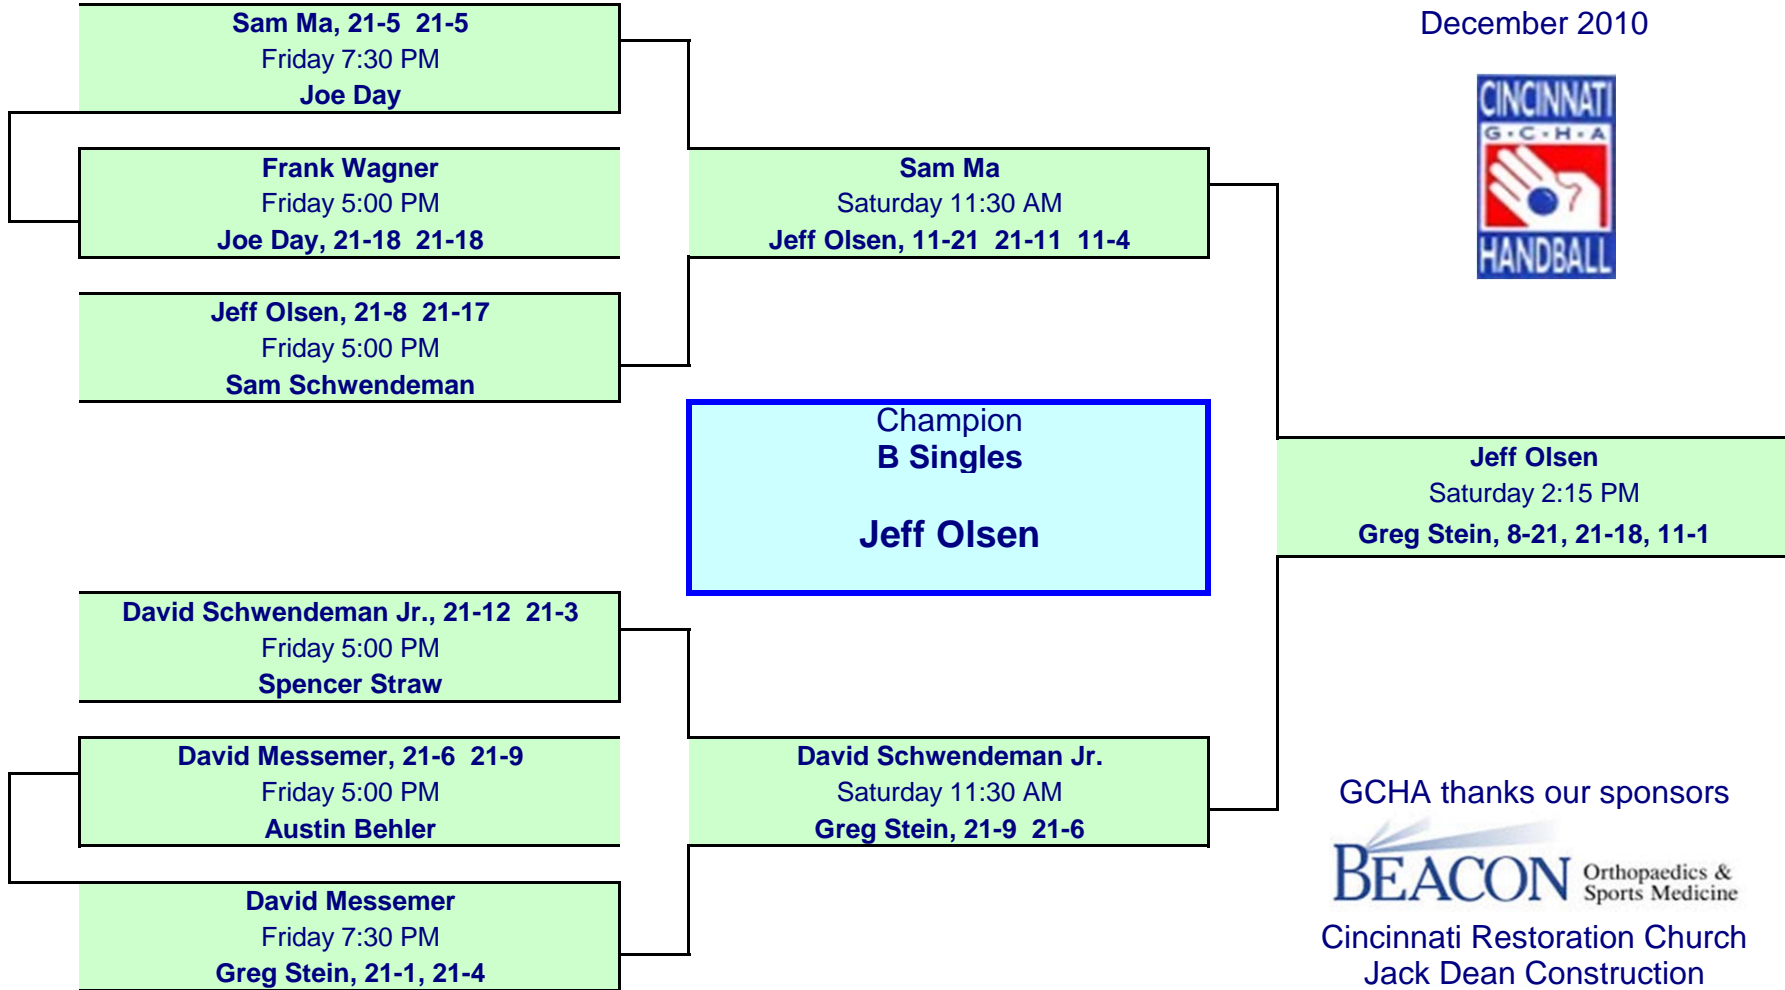 Sam Ma, 21-5  21-5
Friday 7:30 PM
Joe Day
Frank Wagner
Friday 5:00 PM
Joe Day, 21-18  21-18
Jeff Olsen, 21-8  21-17
Friday 5:00 PM
Sam Schwendeman
David Schwendeman Jr., 21-12  21-3
Friday 5:00 PM
Spencer Straw
David Messemer, 21-6  21-9
Friday 5:00 PM
Austin Behler
David Messemer
Friday 7:30 PM
Greg Stein, 21-1, 21-4
Sam Ma
Saturday 11:30 AM
Jeff Olsen, 11-21  21-11  11-4
Champion
B Singles
Jeff Olsen
David Schwendeman Jr.
Saturday 11:30 AM
Greg Stein, 21-9  21-6
December 2010
CINCINNATI
G·C·H·A
HANDBALL
Jeff Olsen
Saturday 2:15 PM
Greg Stein, 8-21, 21-18, 11-1
GCHA thanks our sponsors
BEACON Orthopaedics &
Sports Medicine
Cincinnati Restoration Church
Jack Dean Construction